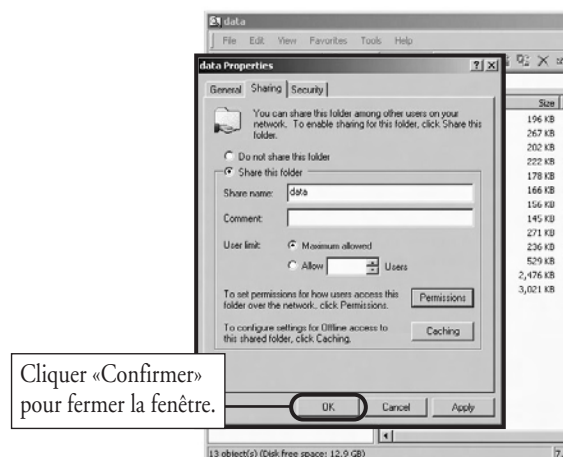 data
File Edit View Favorites Tools Help
data Properties
General Sharing Security
Size
You can share this folder among other users on your
network. To enable sharing for this folder, click Share this
folder.
Do not share this folder
Share this folder
Share name: data
Comment:
User limit: Maximum allowed
Allow Users
To set permissions for how users access this
folder over the network, click Permissions.
Permissions
To configure settings for Offline access to
this shared folder, click Caching.
Caching
196 KB
267 KB
202 KB
222 KB
178 KB
166 KB
156 KB
145 KB
271 KB
236 KB
529 KB
2,476 KB
3,021 KB
Cliquer «Confirmer»
pour fermer la fenêtre.
OK Cancel Apply
13 object(s) (Disk free space: 12.9 GB)